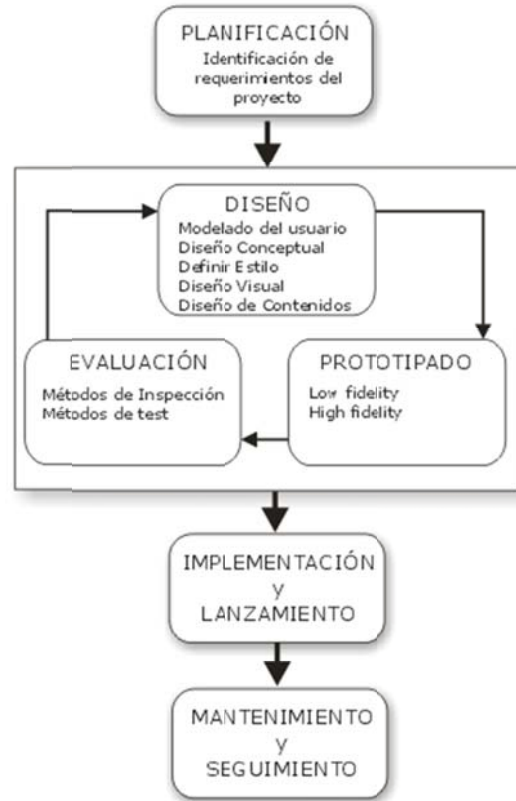 PLANIFICACIÓN
Identificación de
requerimientos del
proyecto
DISEÑO
Modelado del usuario
Diseño Conceptual
Definir Estilo
Diseño Visual
Diseño de Contenidos
EVALUACIÓN
Métodos de Inspección
Métodos de test
PROTOTIPADO
Low fidelity
High fidelity
IMPLEMENTACIÓN
y
LANZAMIENTO
MANTENIMIENTO
y
SEGUIMIENTO